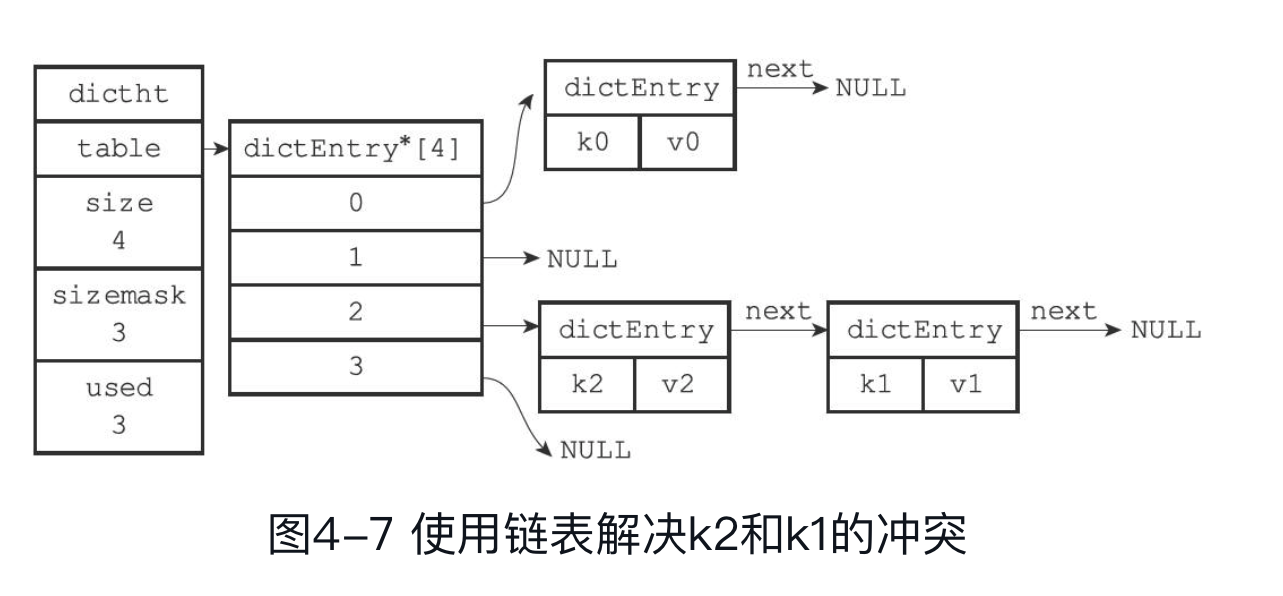 dictht
table
size
4
sizemask
3
used
3
dictEntry*[4]
0
1
2
3
dictEntry
k0
v0
next
NULL
NULL
dictEntry
k2
v2
next
dictEntry
k1
v1
next
NULL
NULL
图4-7 使用链表解决k2和k1的冲突